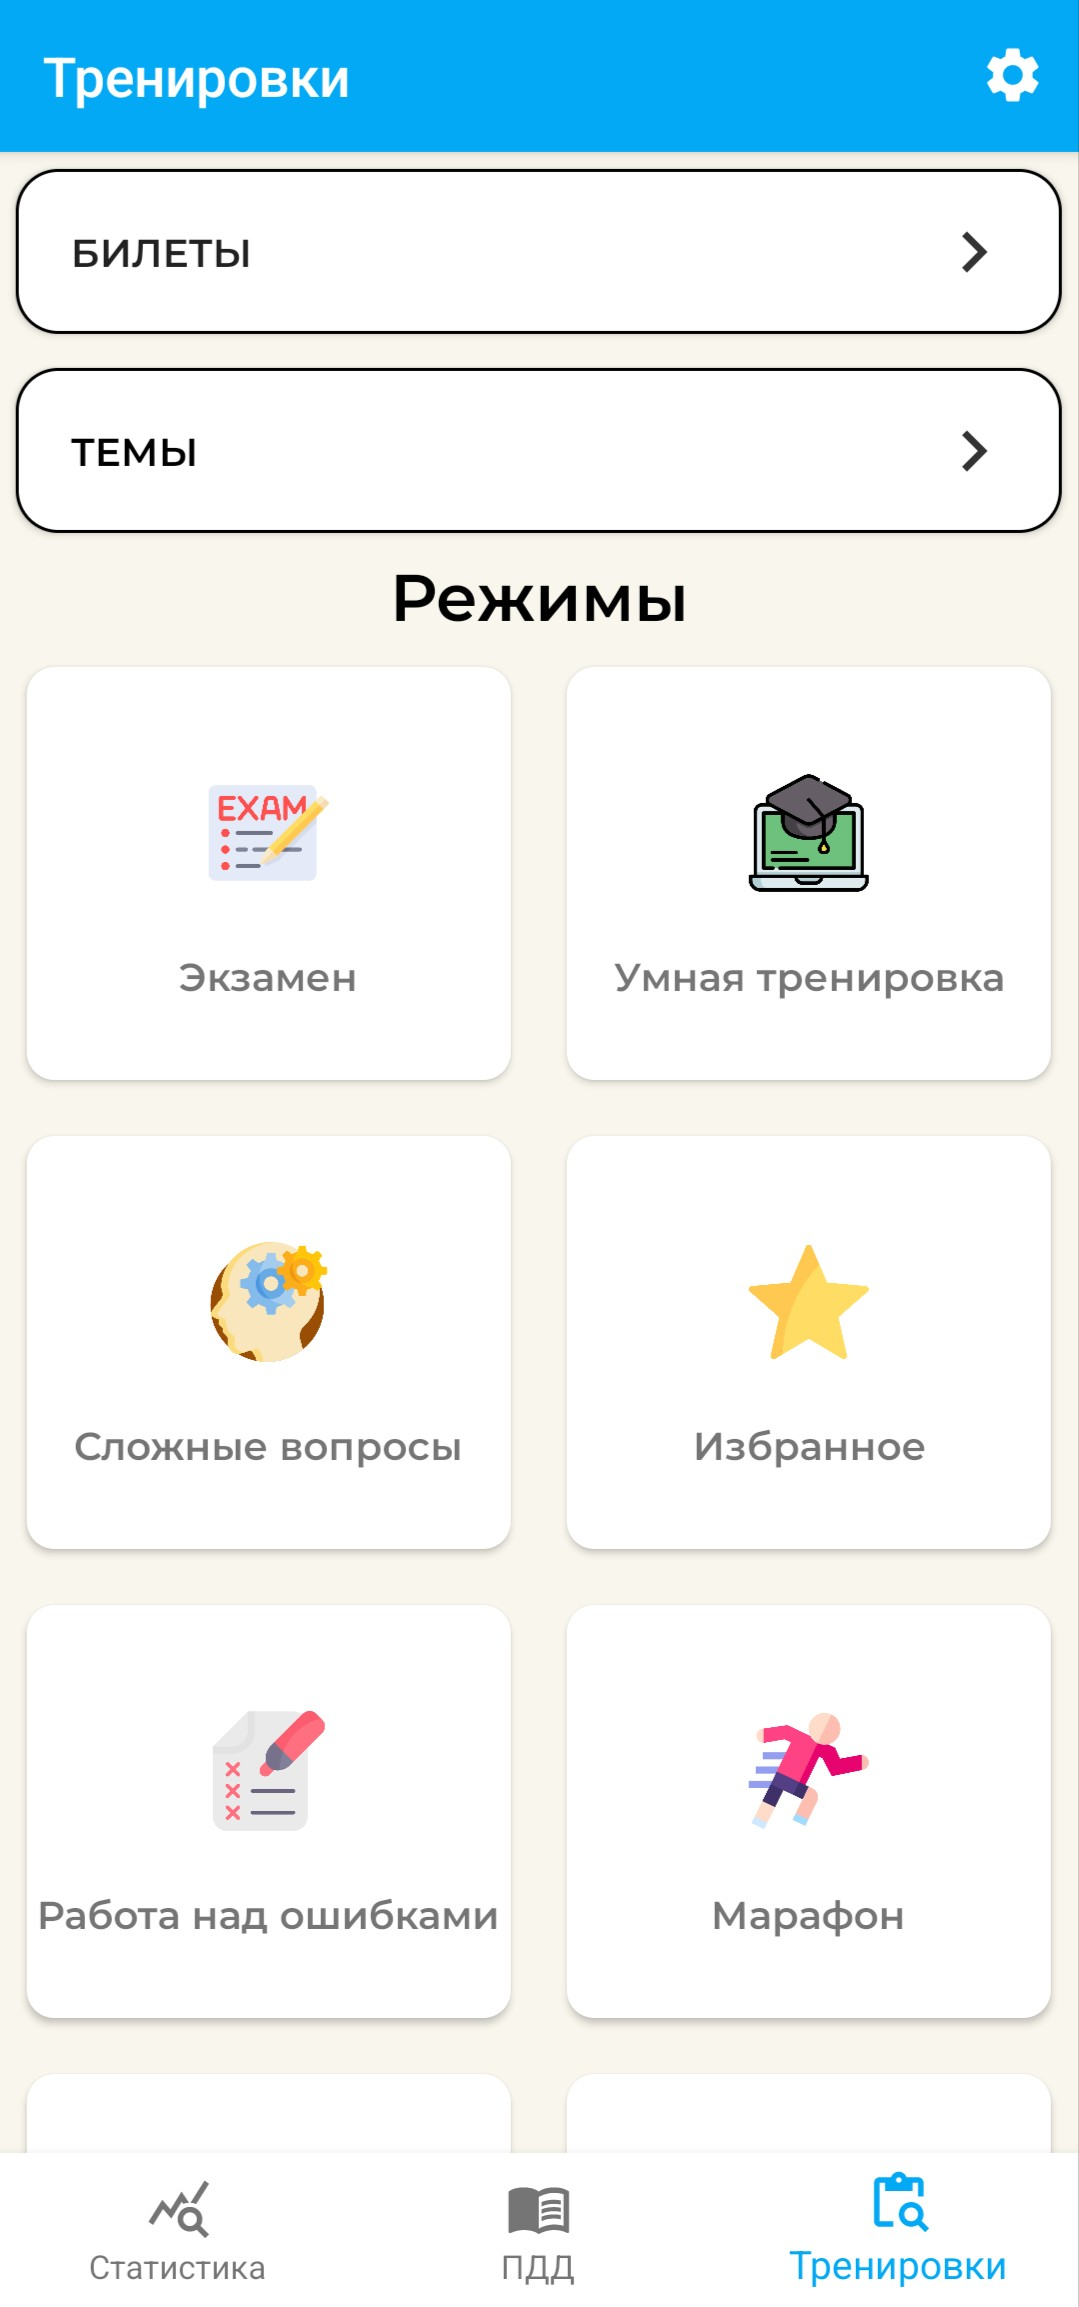 Тренировки
БИЛЕТЫ
ТЕМЫ
Режимы
EXAM
Экзамен
Умная тренировка
Сложные вопросы
Избранное
Работа над ошибками
Марафон
Статистика
ПДД
Тренировки